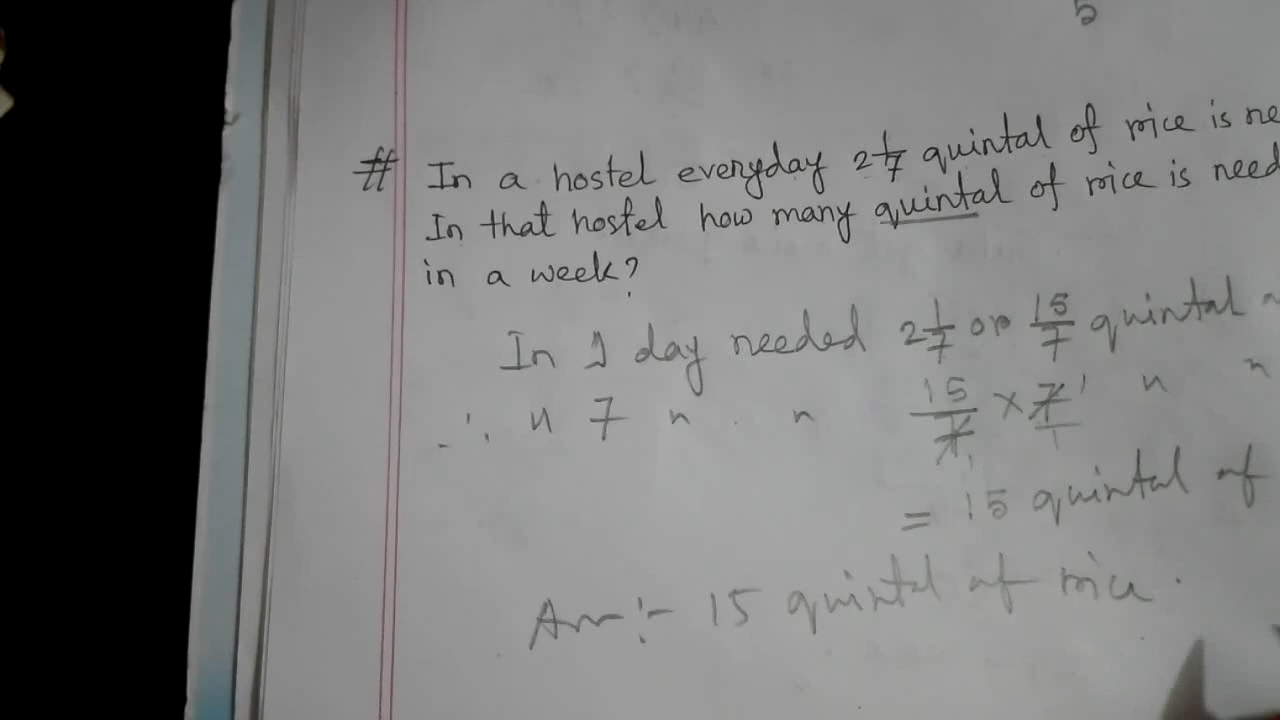 5
# In a hostel everyday 2 1/7 quintal of rice is ne
In that hostel how many quintal of rice is need
in a week?
In 1 day needed 2 1/7 or 15/7 quintal
∴ " 7 " " 15/7 × 7/1 " "
= 15 quintal of
Ans:- 15 quintal of rice.